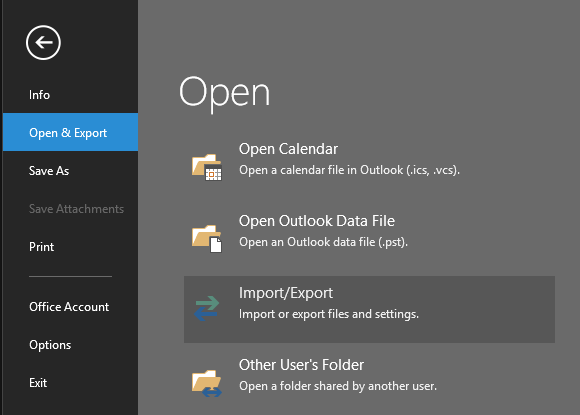 Info
Open & Export
Save As
Save Attachments
Print
Office Account
Options
Exit
Open
Open Calendar
Open a calendar file in Outlook (.ics, .vcs).
Open Outlook Data File
Open an Outlook data file (.pst).
Import/Export
Import or export files and settings.
Other User's Folder
Open a folder shared by another user.